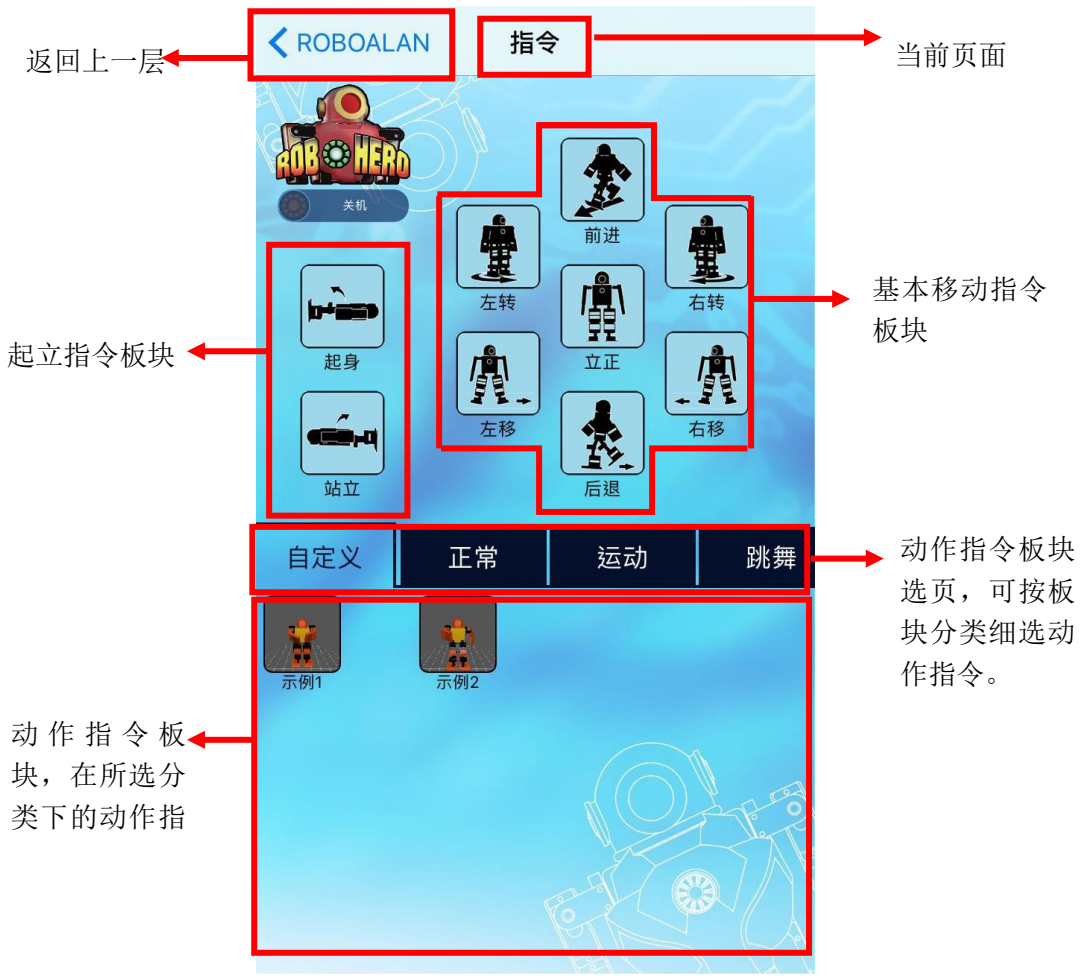 ROBOALAN
指令
返回上一层
当前页面
ROBOHERO
关机
前进
左转
右转
基本移动指令
板块
起立指令板块
起身
立正
左移
右移
站立
后退
自定义
正常
运动
跳舞
动作指令板块
选页，可按板
块分类细选动
作指令。
示例1
示例2
动作指令板
块，在所选分
类下的动作指